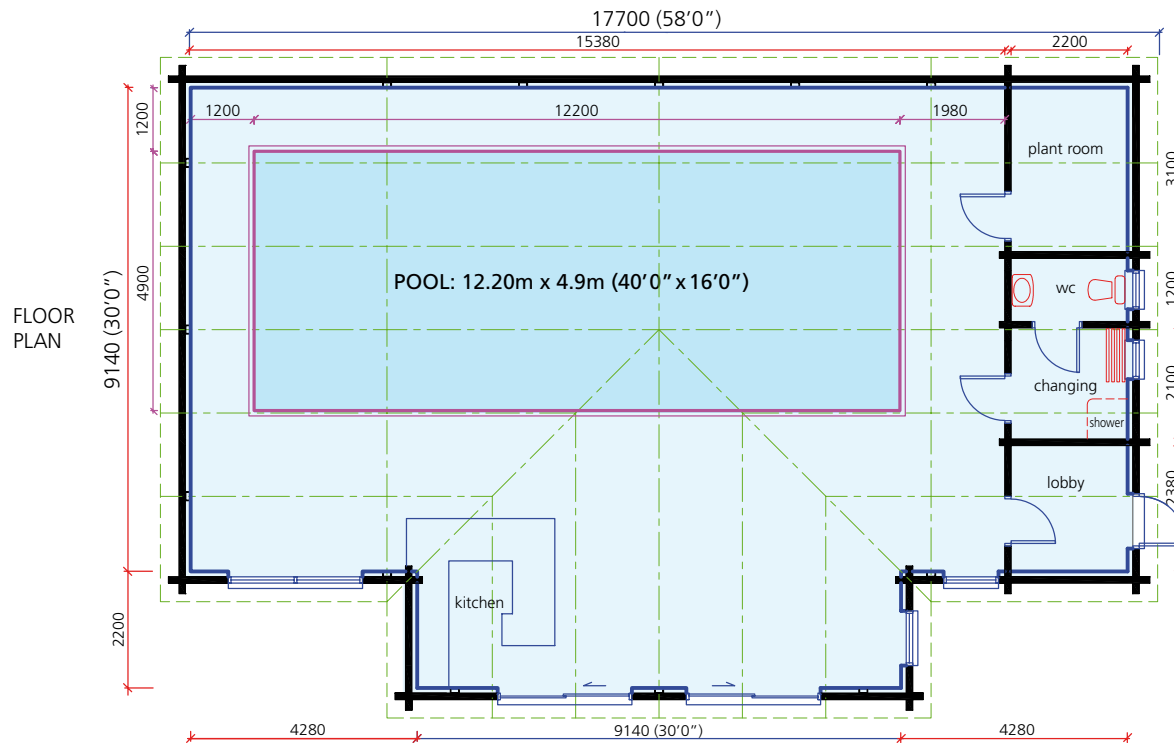 17700 (58’0”)
15380
2200
1200
12200
1980
1200
plant room
3100
4900
POOL: 12.20m x 4.9m (40’0” x 16’0”)
wc
1200
FLOOR
PLAN
9140 (30’0”)
changing
2100
shower
lobby
2380
kitchen
2200
4280
9140 (30’0”)
4280